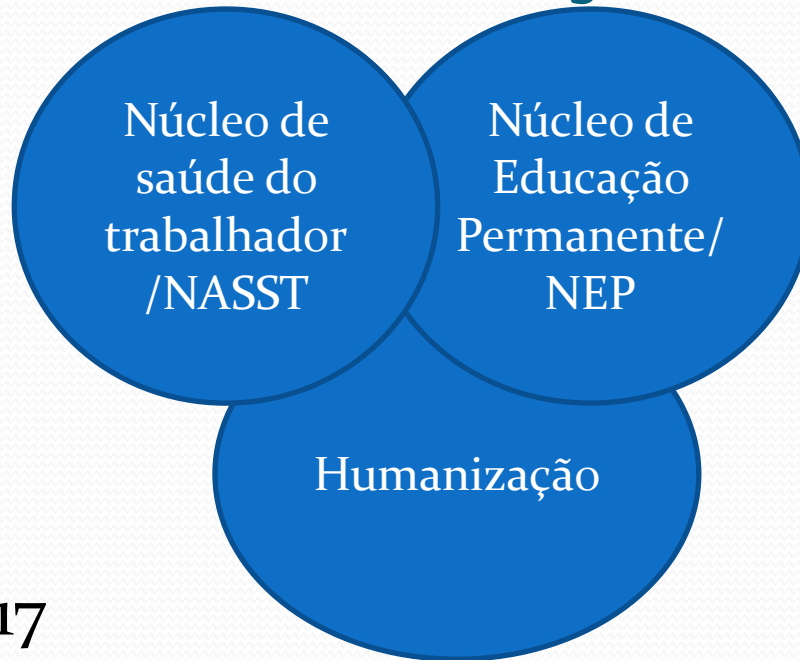 Núcleo de
saúde do
trabalhador
/NASST
Núcleo de
Educação
Permanente/
NEP
Humanização
17